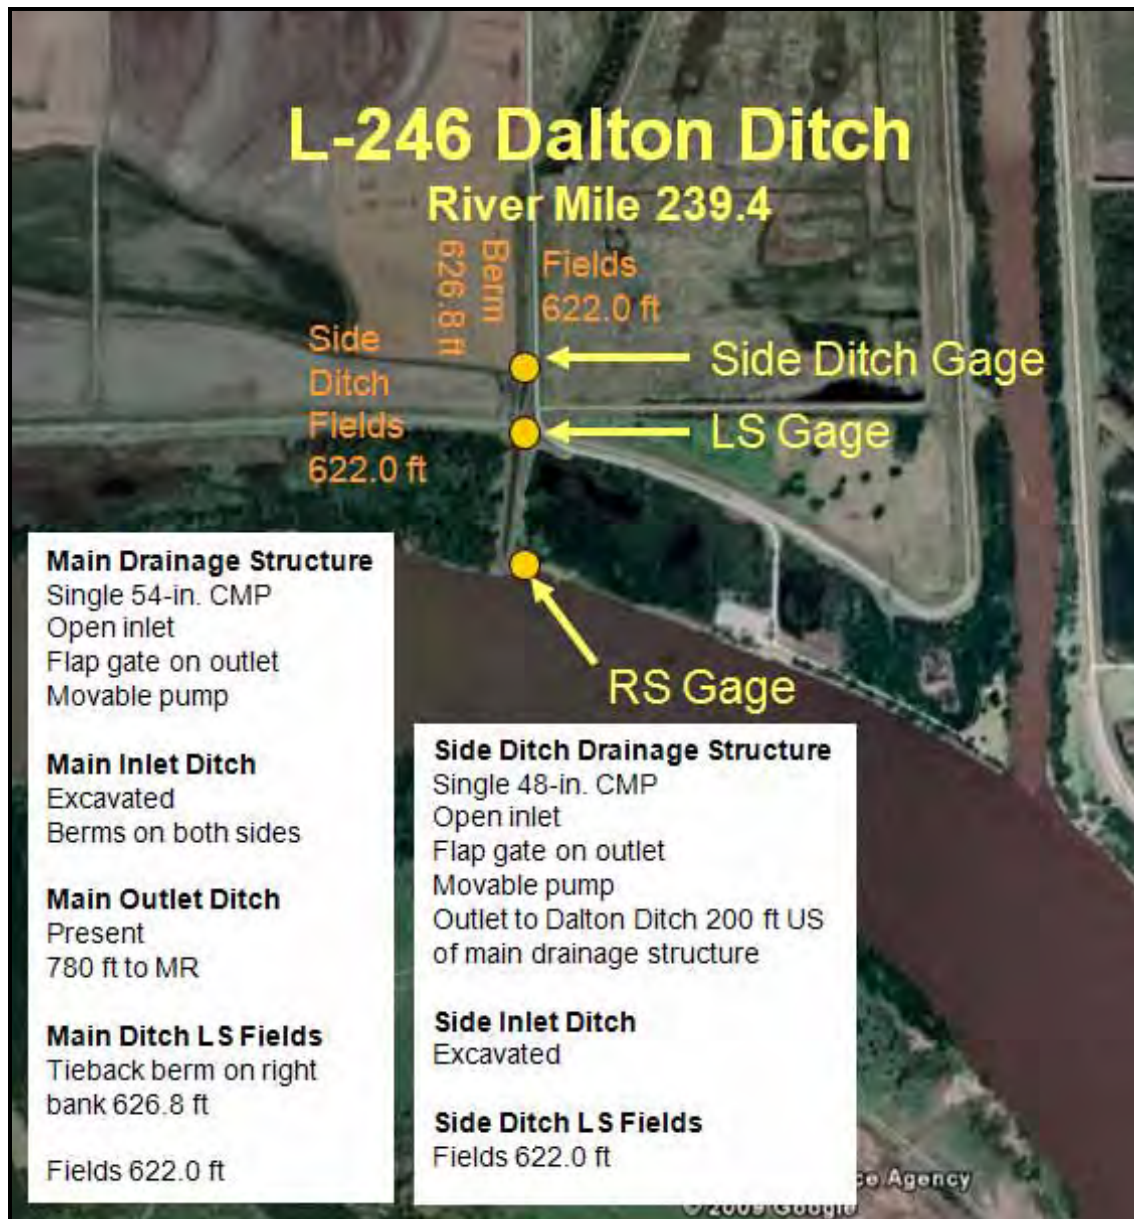 L-246 Dalton Ditch
River Mile 239.4
Berm
626.8 ft
Fields
622.0 ft
Side
Ditch
Fields
622.0 ft
Side Ditch Gage
LS Gage
RS Gage
Main Drainage Structure
Single 54-in. CMP
Open inlet
Flap gate on outlet
Movable pump
Main Inlet Ditch
Excavated
Berms on both sides
Main Outlet Ditch
Present
780 ft to MR
Main Ditch LS Fields
Tieback berm on right
bank 626.8 ft
Fields 622.0 ft
Side Ditch Drainage Structure
Single 48-in. CMP
Open inlet
Flap gate on outlet
Movable pump
Outlet to Dalton Ditch 200 ft US
of main drainage structure
Side Inlet Ditch
Excavated
Side Ditch LS Fields
Fields 622.0 ft
ce Agency
© 2009 Google